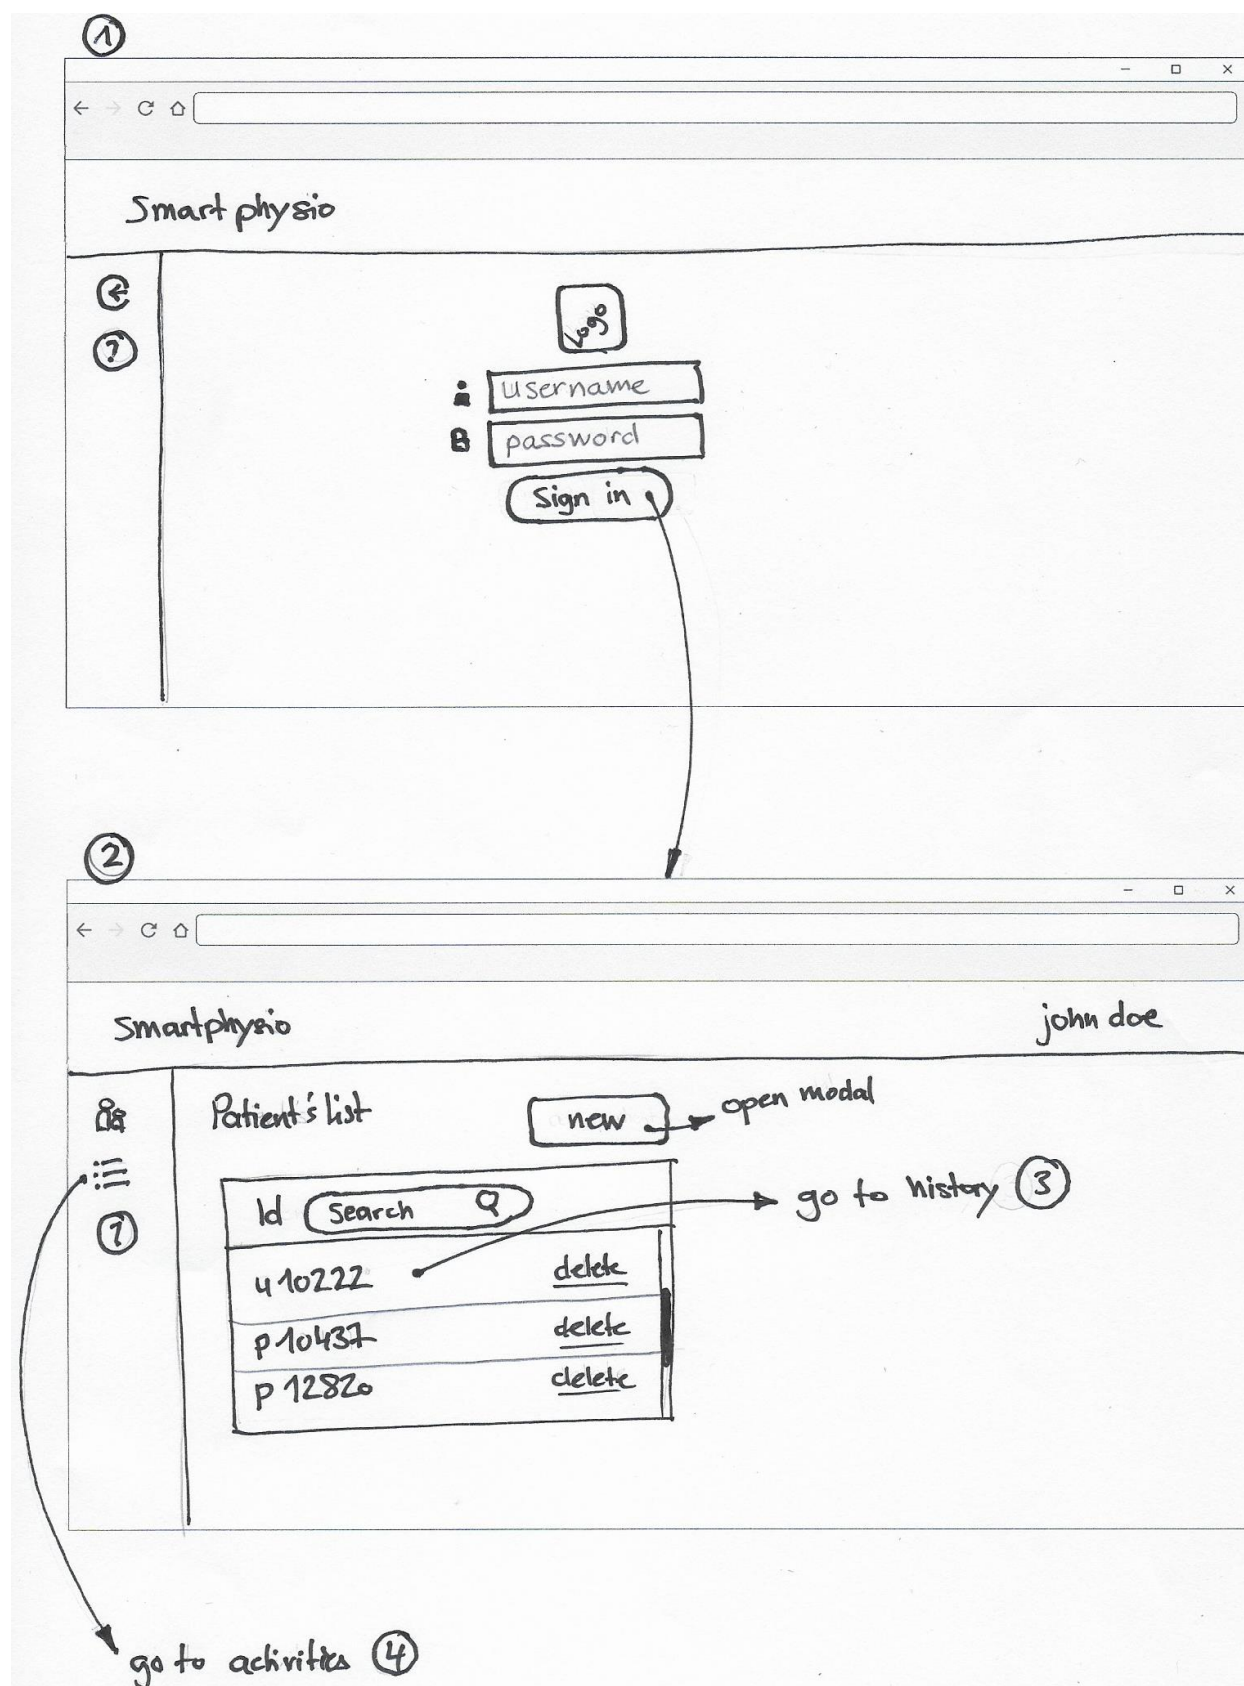 1
Smart physio
?
Logo
username
password
Sign in
2
Smartphysio
john doe
Patient's list
new
open modal
Id
Search
go to history 3
?
u10222
delete
p10437
delete
p12820
delete
go to activities 4